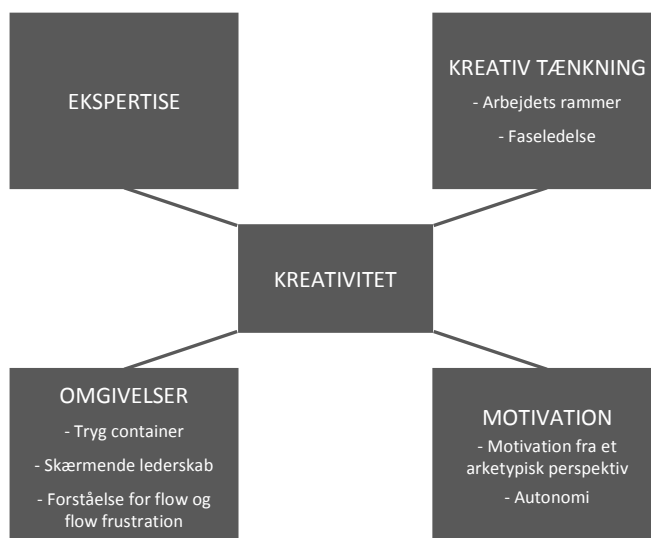 EKSPERTISE
KREATIV TÆNKNING
- Arbejdets rammer
- Faseledelse
KREATIVITET
OMGIVELSER
- Tryg container
- Skærmende lederskab
- Forståelse for flow og
flow frustration
MOTIVATION
- Motivation fra et
arketypisk perspektiv
- Autonomi